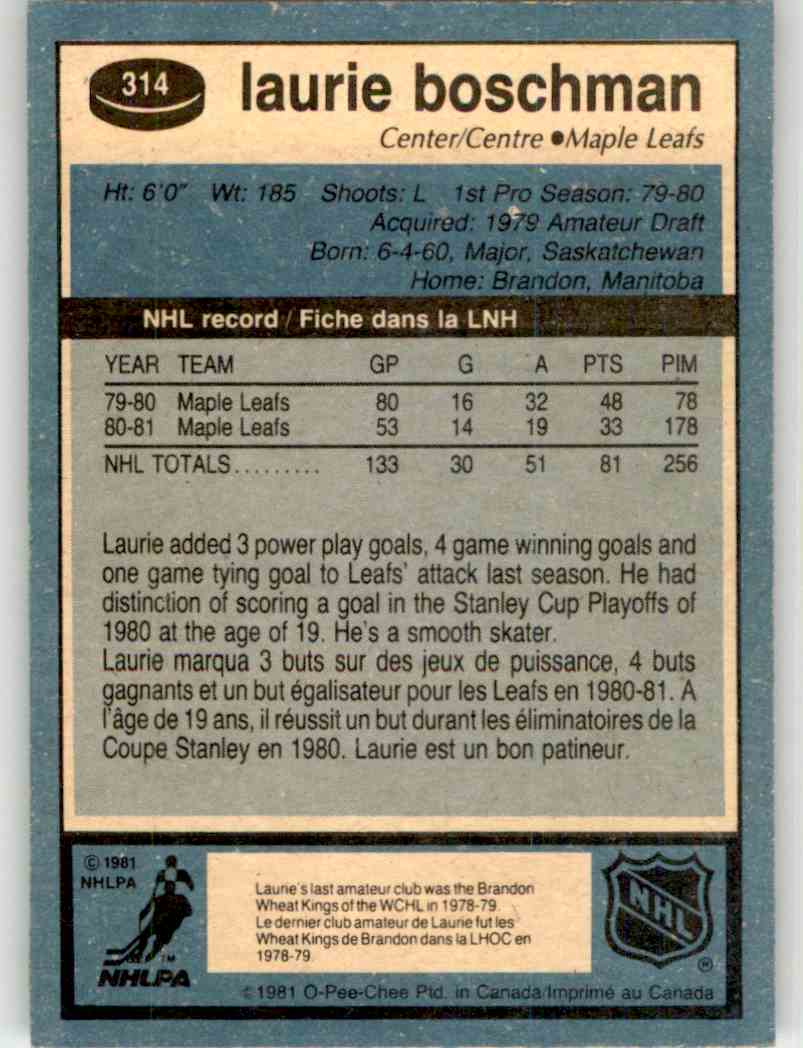 314
laurie boschman
Center/Centre ●Maple Leafs
Ht: 6'0" Wt: 185 Shoots: L 1st Pro Season: 79-80
Acquired: 1979 Amateur Draft
Born: 6-4-60, Major, Saskatchewan
Home: Brandon, Manitoba
NHL record / Fiche dans la LNH
YEAR TEAM GP G A PTS PIM
79-80 Maple Leafs 80 16 32 48 78
80-81 Maple Leafs 53 14 19 33 178
NHL TOTALS......... 133 30 51 81 256
Laurie added 3 power play goals, 4 game winning goals and
one game tying goal to Leafs' attack last season. He had
distinction of scoring a goal in the Stanley Cup Playoffs of
1980 at the age of 19. He's a smooth skater.
Laurie marqua 3 buts sur des jeux de puissance, 4 buts
gagnants et un but égalisateur pour les Leafs en 1980-81. A
l'âge de 19 ans, il réussit un but durant les éliminatoires de la
Coupe Stanley en 1980. Laurie est un bon patineur.
© 1981
NHLPA
TM
NHLPA
Laurie's last amateur club was the Brandon
Wheat Kings of the WCHL in 1978-79.
Le dernier club amateur de Laurie fut les
Wheat Kings de Brandon dans la LHOC en
1978-79.
NHL
®
© 1981 O-Pee-Chee Ptd. in Canada/Imprimé au Canada